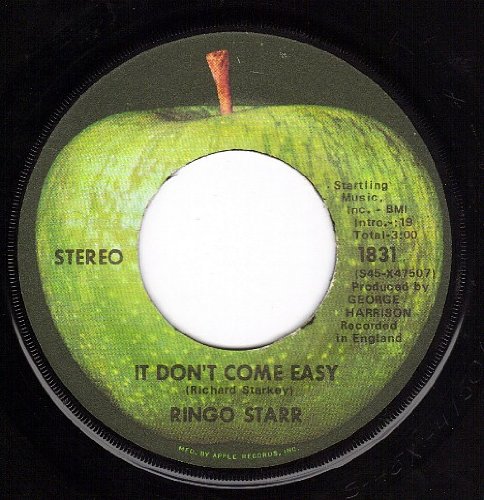 Startling
Music,
Inc. - BMI
Intro.-:19
Total-3:00
STEREO
1831
(S45-X47507)
Produced by
GEORGE
HARRISON
Recorded
in England
IT DON'T COME EASY
(Richard Starkey)
RINGO STARR
MFD. BY APPLE RECORDS, INC.